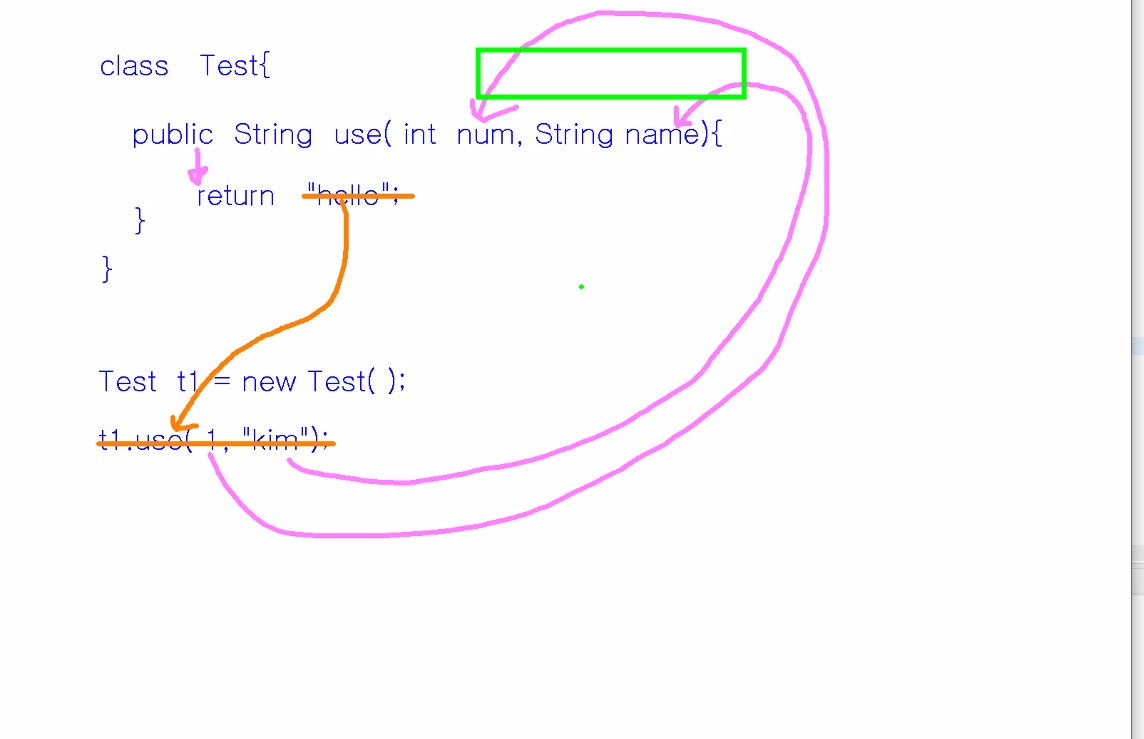 class Test{
public String use( int num, String name){
return "hello";
}
}
Test t1 = new Test( );
t1.use( 1, "kim");